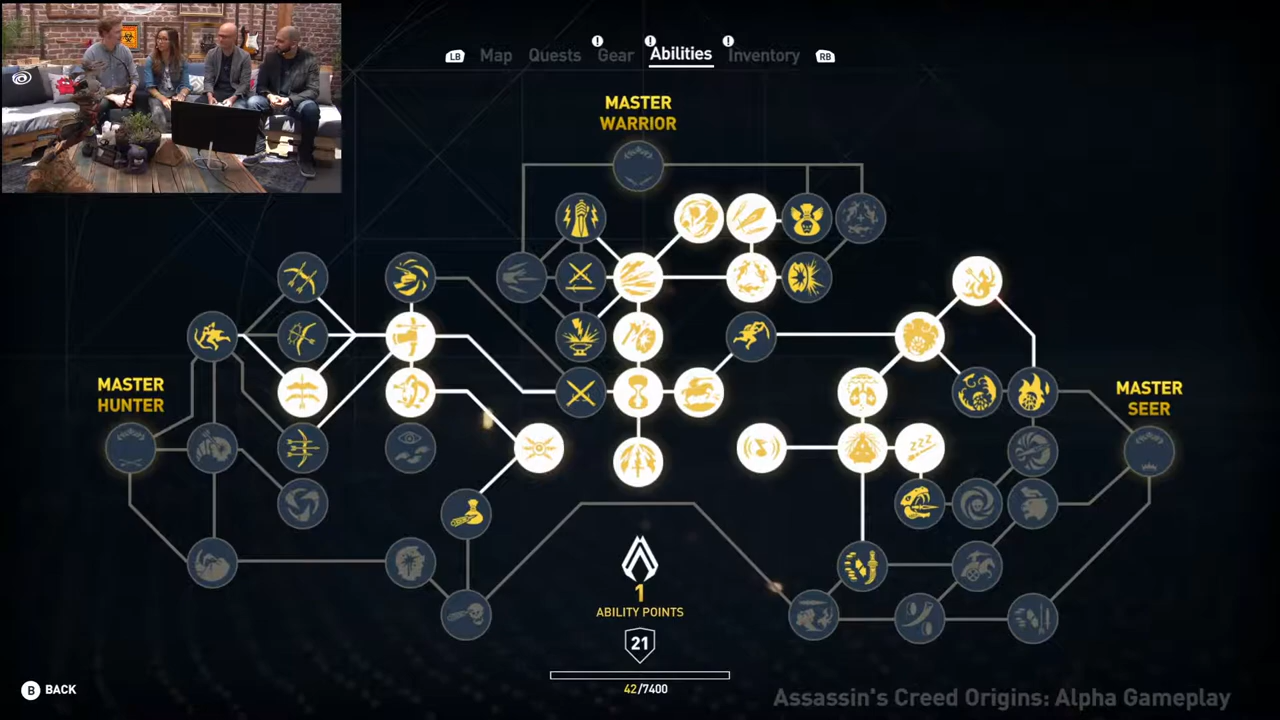 LB Map Quests ! Gear ! Abilities ! Inventory RB
MASTER
WARRIOR
MASTER
HUNTER
MASTER
SEER
zzz
1
ABILITY POINTS
21
42/7400
B BACK
Assassin's Creed Origins: Alpha Gameplay